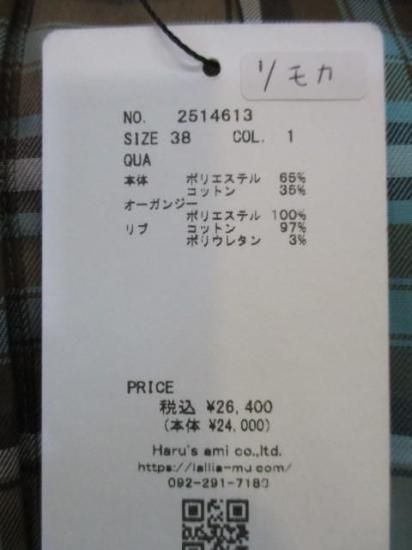 1/モカ
NO. 2514613
SIZE 38 COL. 1
QUA
本体 ポリエステル 65%
コットン 35%
オーガンジー
ポリエステル 100%
リブ コットン 97%
ポリウレタン 3%
PRICE
税込 ¥26,400
(本体 ¥24,000)
Haru's ami co.,ltd.
https://lallia-mu.com/
092-291-7183